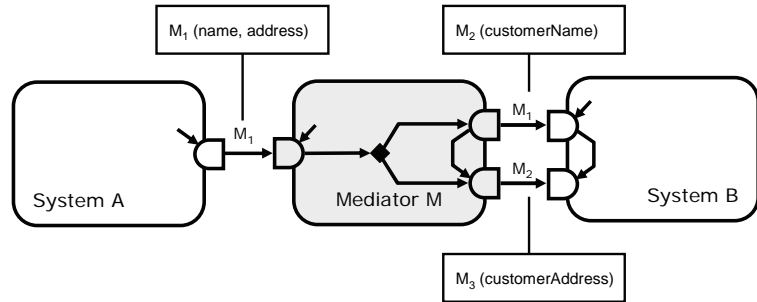 M₁ (name, address)
M₂ (customerName)
M₁
M₁
M₂
System A
Mediator M
System B
M₃ (customerAddress)